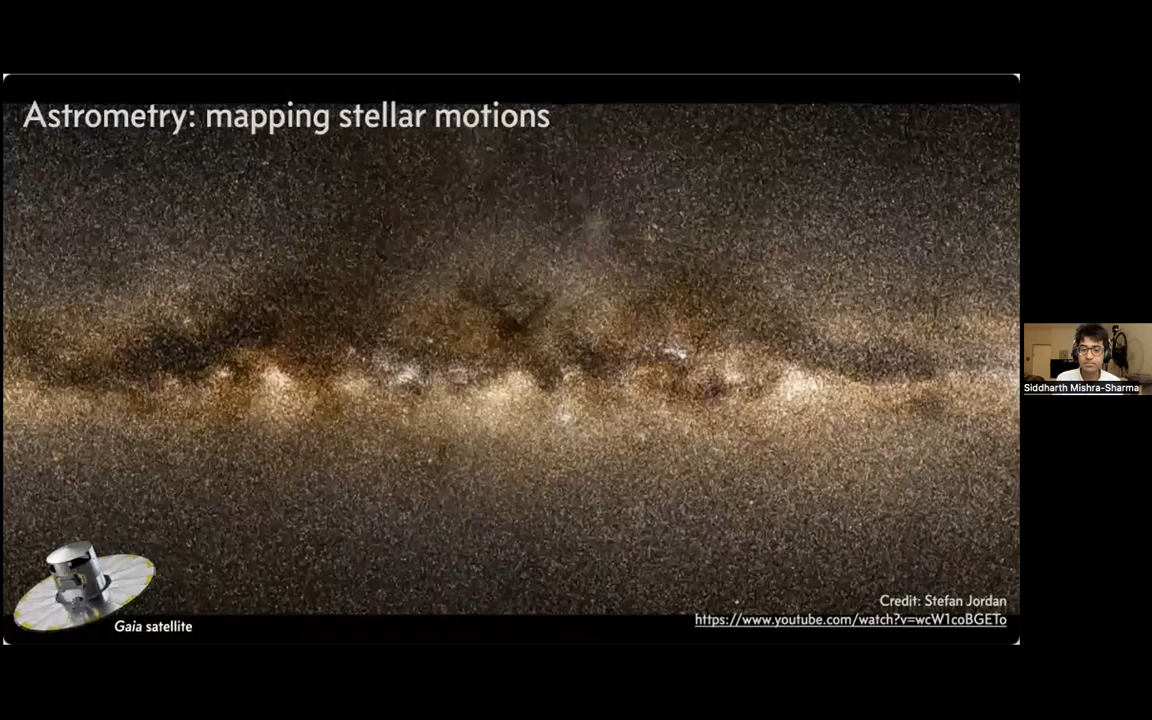 Astrometry: mapping stellar motions
Siddharth Mishra-Sharma
Credit: Stefan Jordan
https://www.youtube.com/watch?v=wcW1coBGETo
Gaia satellite